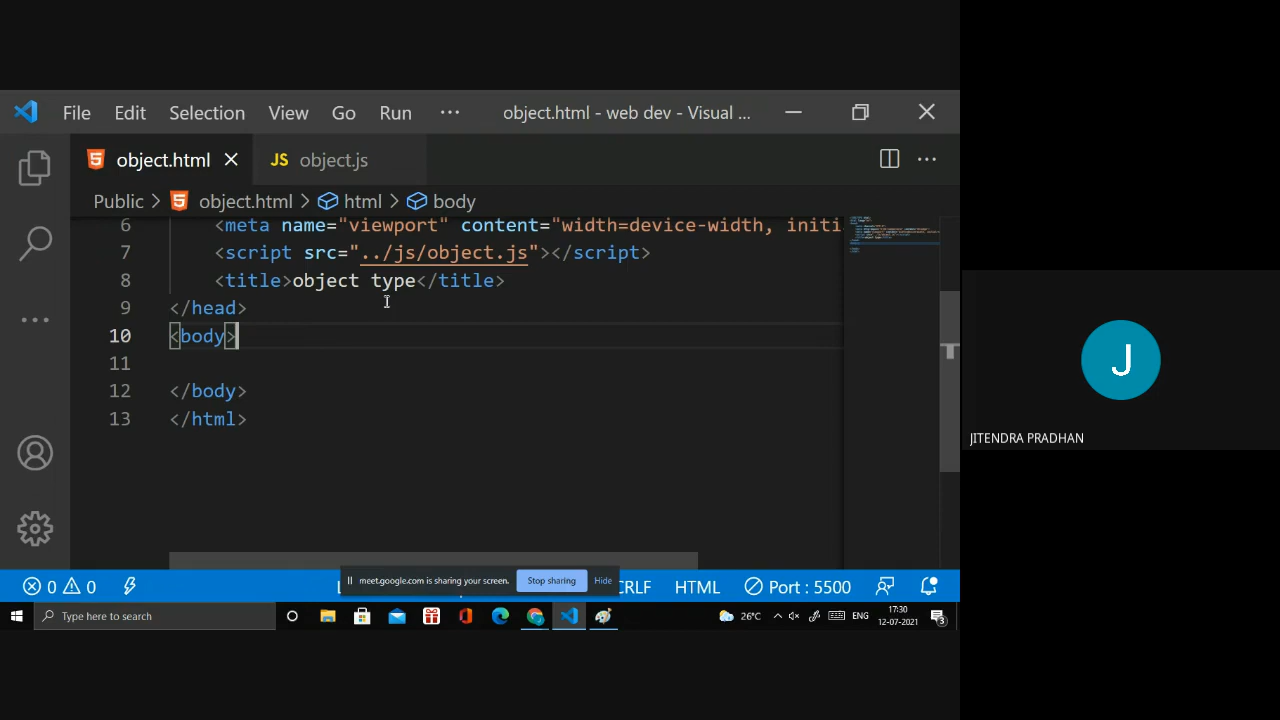 File Edit Selection View Go Run ··· object.html - web dev - Visual ...
object.html JS object.js
Public > object.html > html > body
6 <meta name="viewport" content="width=device-width, initi
7 <script src="../js/object.js"></script>
8 <title>object type</title>
9 </head>
10 <body>
11
12 </body>
13 </html>
J
JITENDRA PRADHAN
0 0 meet.google.com is sharing your screen. Stop sharing Hide CRLF HTML Port : 5500
Type here to search 26°C ENG 17:30
12-07-2021 3